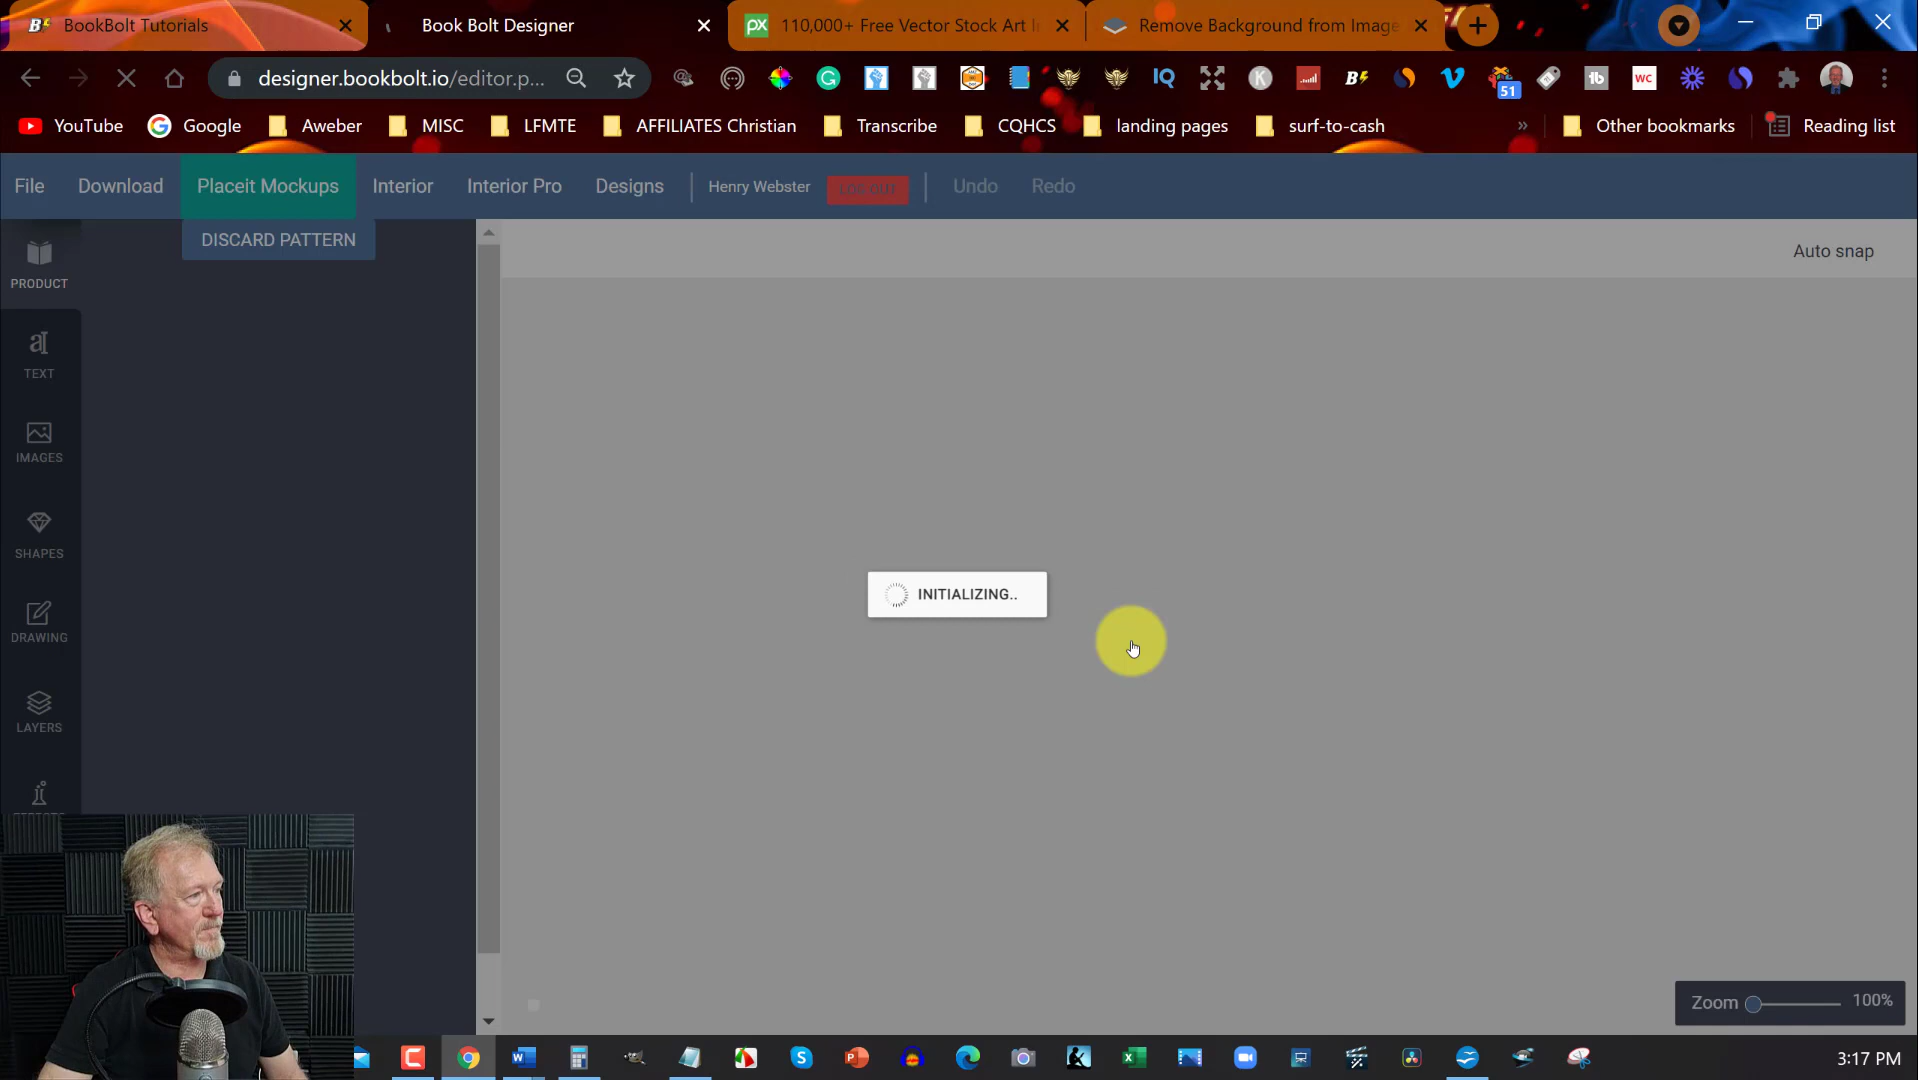 BookBolt Tutorials
Book Bolt Designer
110,000+ Free Vector Stock Art I
Remove Background from Image
designer.bookbolt.io/editor.p...
51
YouTube
Google
Aweber
MISC
LFMTE
AFFILIATES Christian
Transcribe
CQHCS
landing pages
surf-to-cash
»
Other bookmarks
Reading list
File
Download
Placeit Mockups
Interior
Interior Pro
Designs
Henry Webster
LOG OUT
Undo
Redo
DISCARD PATTERN
Auto snap
PRODUCT
TEXT
IMAGES
SHAPES
DRAWING
LAYERS
INITIALIZING..
Zoom
100%
3:17 PM